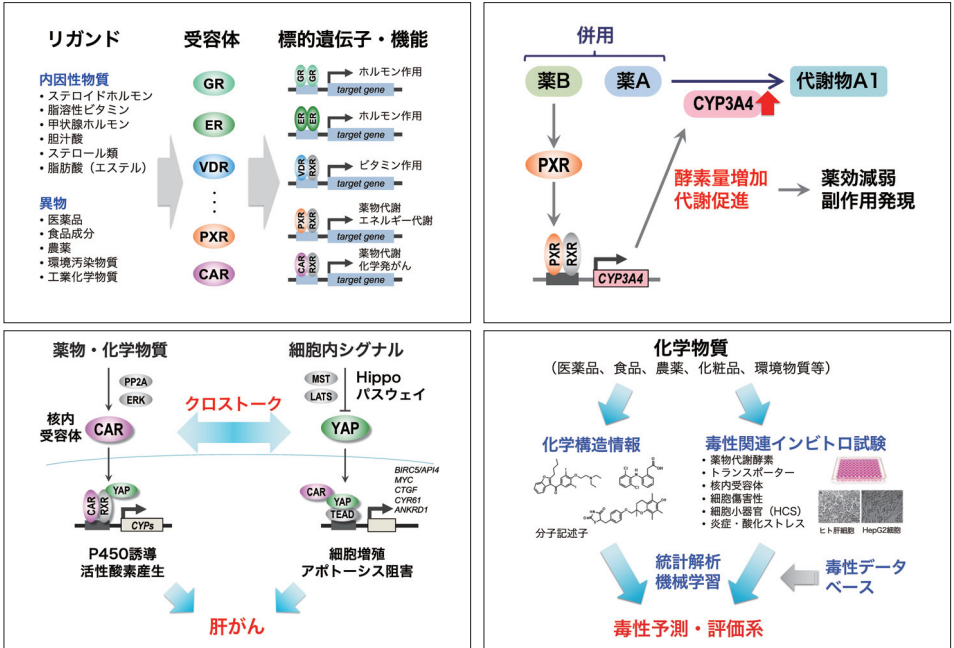 リガンド
受容体
標的遺伝子・機能
内因性物質
• ステロイドホルモン
• 脂溶性ビタミン
• 甲状腺ホルモン
• 胆汁酸
• ステロール類
• 脂肪酸（エステル）
異物
• 医薬品
• 食品成分
• 農薬
• 環境汚染物質
• 工業化学物質
GR
ER
VDR
PXR
CAR
GR GR
ホルモン作用
target gene
ER ER
ホルモン作用
target gene
VDR RXR
ビタミン作用
target gene
PXR RXR
薬物代謝
エネルギー代謝
target gene
CAR RXR
薬物代謝
化学発がん
target gene
併用
薬B
薬A
代謝物A1
CYP3A4
PXR
酵素量増加
代謝促進
薬効減弱
副作用発現
PXR RXR
CYP3A4
薬物・化学物質
PP2A
ERK
核内
受容体
CAR
クロストーク
細胞内シグナル
MST
LATS
Hippo
パスウェイ
YAP
CAR
RXR
YAP
CYPs
P450誘導
活性酸素産生
CAR
YAP
TEAD
BIRC5/API4
MYC
CTGF
CYR61
ANKRD1
細胞増殖
アポトーシス阻害
肝がん
化学物質
（医薬品、食品、農薬、化粧品、環境物質等）
化学構造情報
分子記述子
毒性関連インビトロ試験
• 薬物代謝酵素
• トランスポーター
• 核内受容体
• 細胞傷害性
• 細胞小器官（HCS）
• 炎症・酸化ストレス
ヒト肝細胞
HepG2細胞
統計解析
機械学習
毒性データ
ベース
毒性予測・評価系